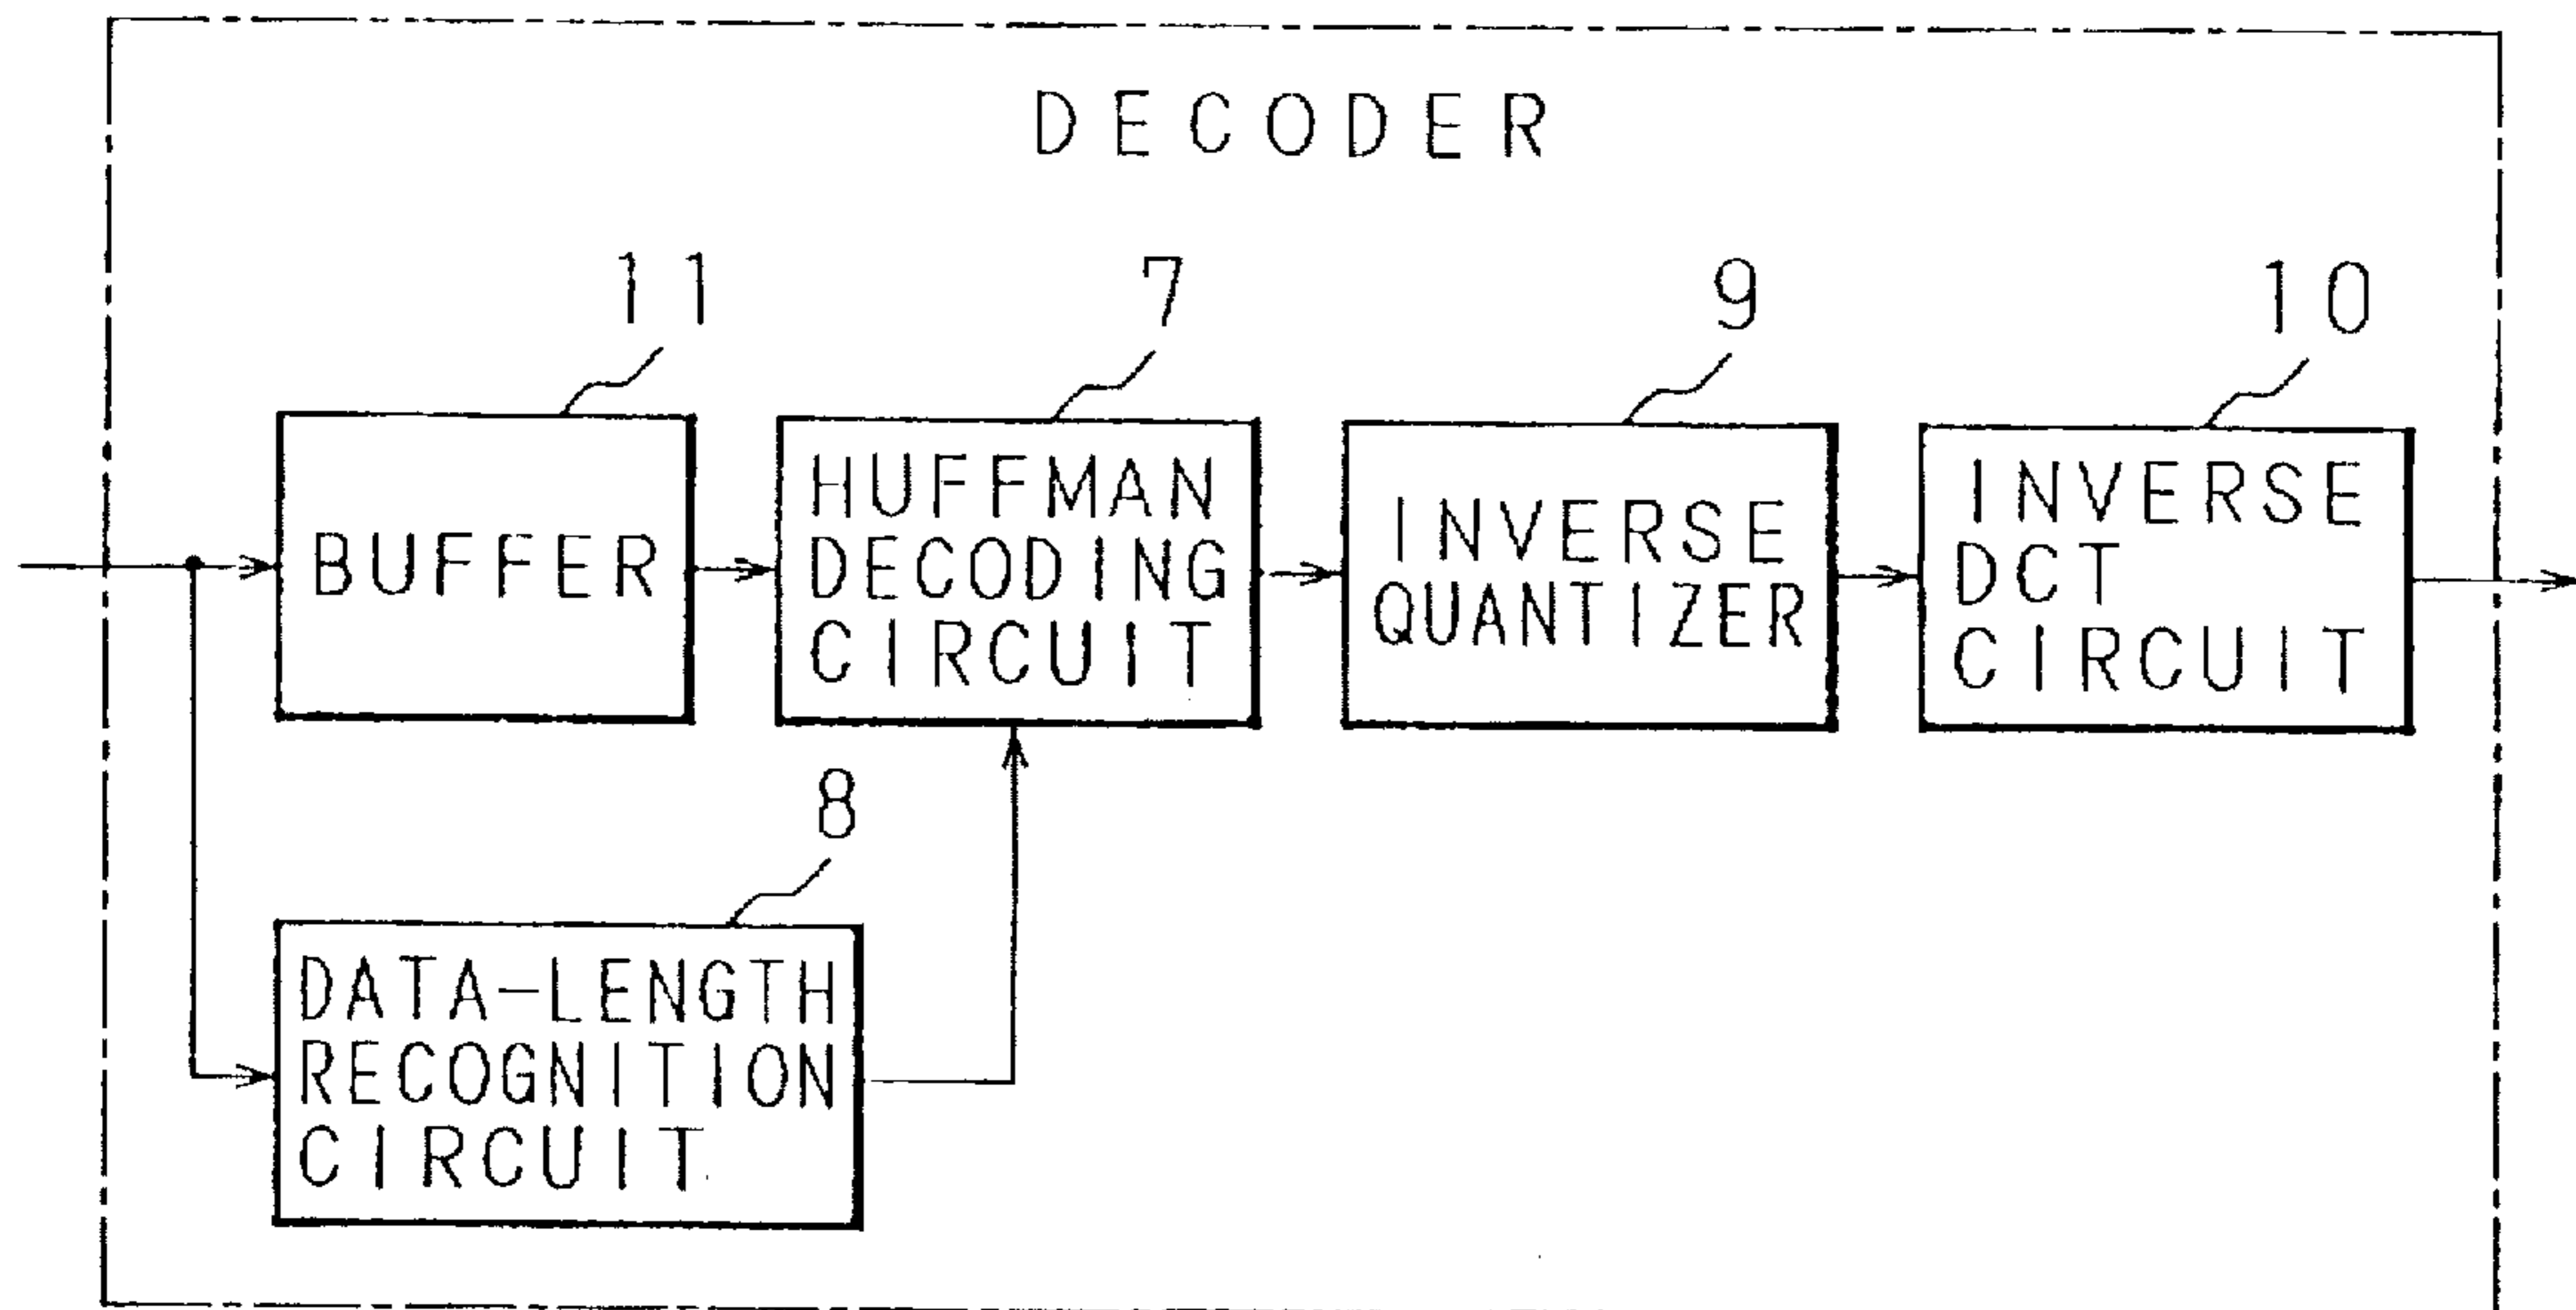 DECODER
11
7
9
10
BUFFER
HUFFMAN
DECODING
CIRCUIT
INVERSE
QUANTIZER
INVERSE
DCT
CIRCUIT
8
DATA-LENGTH
RECOGNITION
CIRCUIT